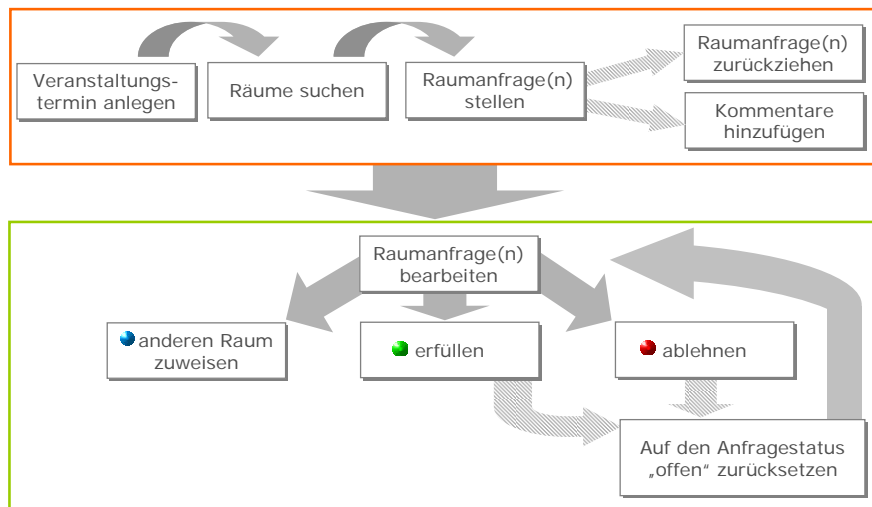 Veranstaltungs-
termin anlegen
Räume suchen
Raumanfrage(n)
stellen
Raumanfrage(n)
zurückziehen
Kommentare
hinzufügen
Raumanfrage(n)
bearbeiten
anderen Raum
zuweisen
erfüllen
ablehnen
Auf den Anfragestatus
„offen“ zurücksetzen